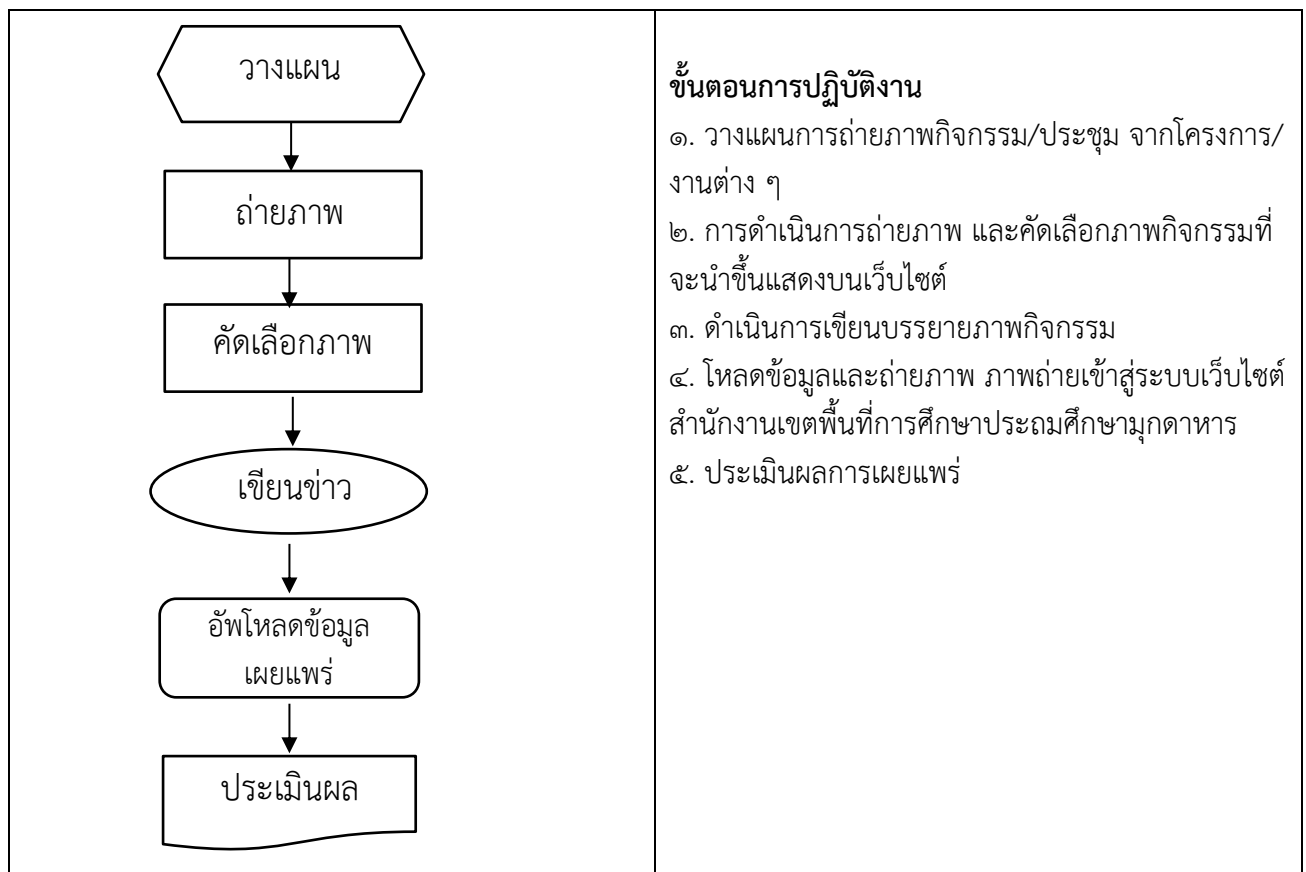 วางแผน
ถ่ายภาพ
คัดเลือกภาพ
เขียนข่าว
อัพโหลดข้อมูล
เผยแพร่
ประเมินผล
ขั้นตอนการปฏิบัติงาน
๑. วางแผนการถ่ายภาพกิจกรรม/ประชุม จากโครงการ/
งานต่าง ๆ
๒. การดำเนินการถ่ายภาพ และคัดเลือกภาพกิจกรรมที่
จะนำขึ้นแสดงบนเว็บไซต์
๓. ดำเนินการเขียนบรรยายภาพกิจกรรม
๔. โหลดข้อมูลและถ่ายภาพ ภาพถ่ายเข้าสู่ระบบเว็บไซต์
สำนักงานเขตพื้นที่การศึกษาประถมศึกษามุกดาหาร
๕. ประเมินผลการเผยแพร่